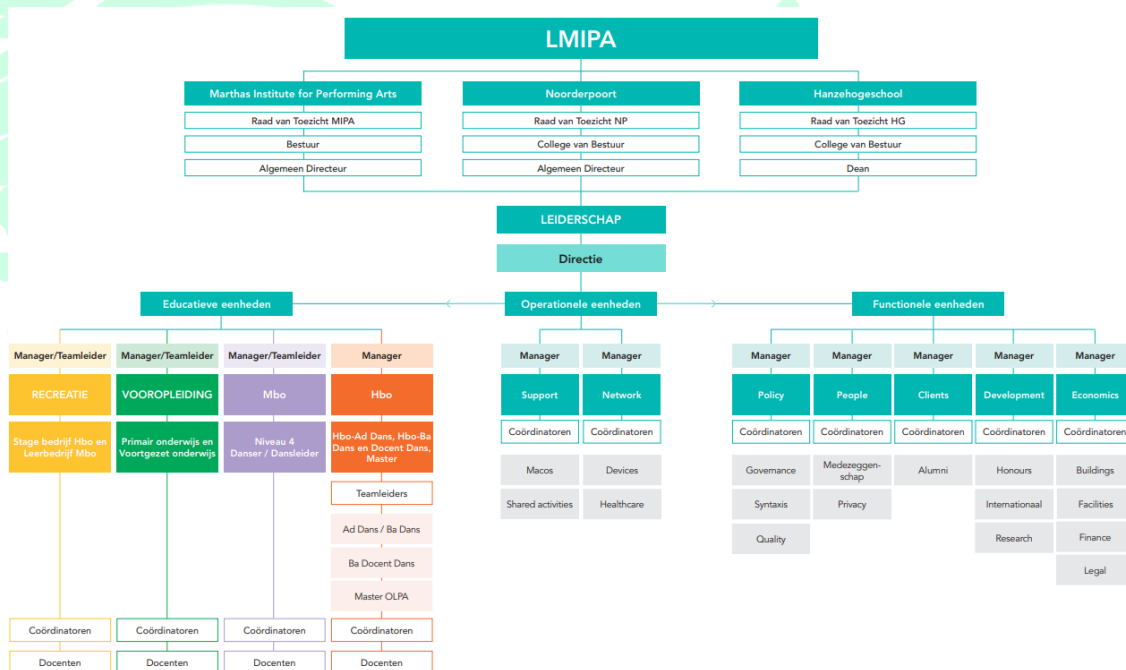 LMIPA
Marthas Institute for Performing Arts
Noorderpoort
Hanzehogeschool
Raad van Toezicht MIPA
Raad van Toezicht NP
Raad van Toezicht HG
Bestuur
College van Bestuur
College van Bestuur
Algemeen Directeur
Algemeen Directeur
Dean
LEIDERSCHAP
Directie
Educatieve eenheden
Operationele eenheden
Functionele eenheden
Manager/Teamleider
Manager/Teamleider
Manager/Teamleider
Manager
Manager
Manager
Manager
Manager
Manager
Manager
Manager
RECREATIE
VOOROPLEIDING
Mbo
Hbo
Support
Network
Policy
People
Clients
Development
Economics
Stage bedrijf Hbo en
Leerbedrijf Mbo
Primair onderwijs en
Voortgezet onderwijs
Niveau 4
Danser / Dansleider
Hbo-Ad Dans, Hbo-Ba
Dans en Docent Dans,
Master
Coördinatoren
Coördinatoren
Coördinatoren
Coördinatoren
Coördinatoren
Coördinatoren
Coördinatoren
Macos
Devices
Governance
Medezeggen-
schap
Alumni
Honours
Buildings
Teamleiders
Shared activities
Healthcare
Syntaxis
Privacy
Internationaal
Facilities
Ad Dans / Ba Dans
Quality
Research
Finance
Ba Docent Dans
Legal
Master OLPA
Coördinatoren
Coördinatoren
Coördinatoren
Coördinatoren
Docenten
Docenten
Docenten
Docenten